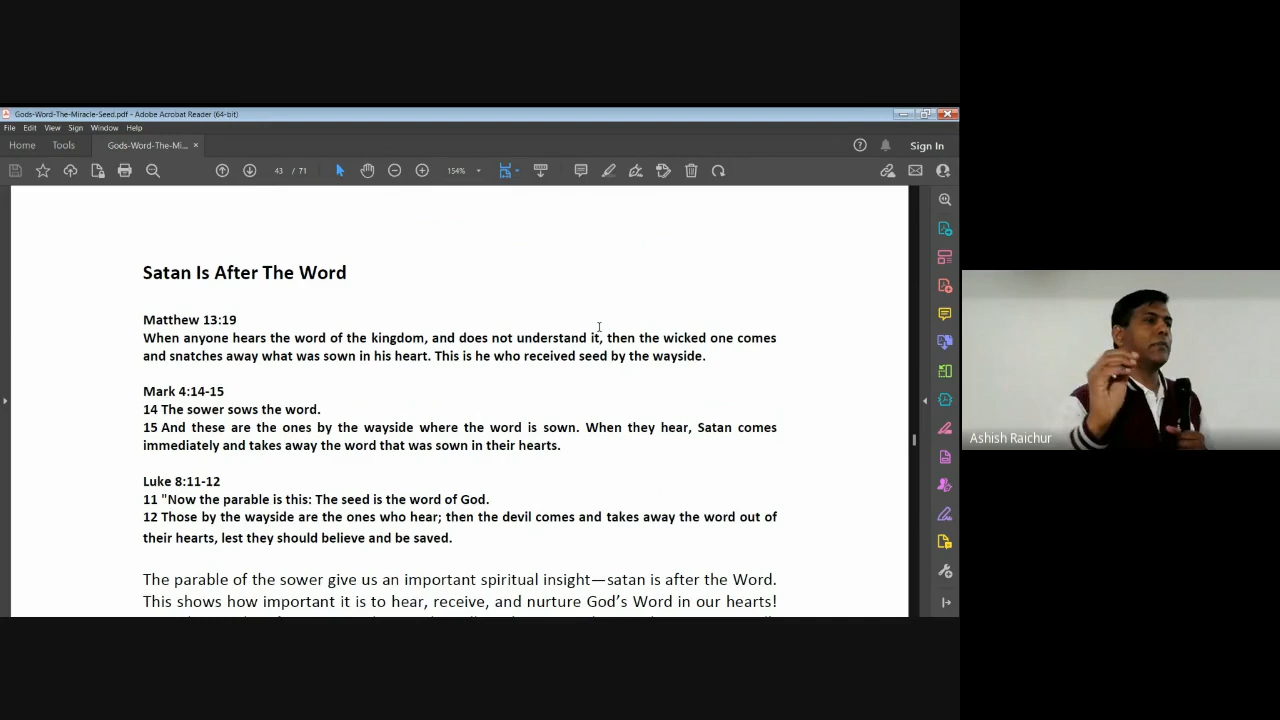 Gods-Word-The-Miracle-Seed.pdf - Adobe Acrobat Reader (64-bit)
File Edit View Sign Window Help
Home Tools Gods-Word-The-Mi... × Sign In
43 / 71 154%
Satan Is After The Word
Matthew 13:19
When anyone hears the word of the kingdom, and does not understand it, then the wicked one comes
and snatches away what was sown in his heart. This is he who received seed by the wayside.
Mark 4:14-15
14 The sower sows the word.
15 And these are the ones by the wayside where the word is sown. When they hear, Satan comes
immediately and takes away the word that was sown in their hearts.
Luke 8:11-12
11 "Now the parable is this: The seed is the word of God.
12 Those by the wayside are the ones who hear; then the devil comes and takes away the word out of
their hearts, lest they should believe and be saved.
The parable of the sower give us an important spiritual insight—satan is after the Word.
This shows how important it is to hear, receive, and nurture God's Word in our hearts!
Ashish Raichur